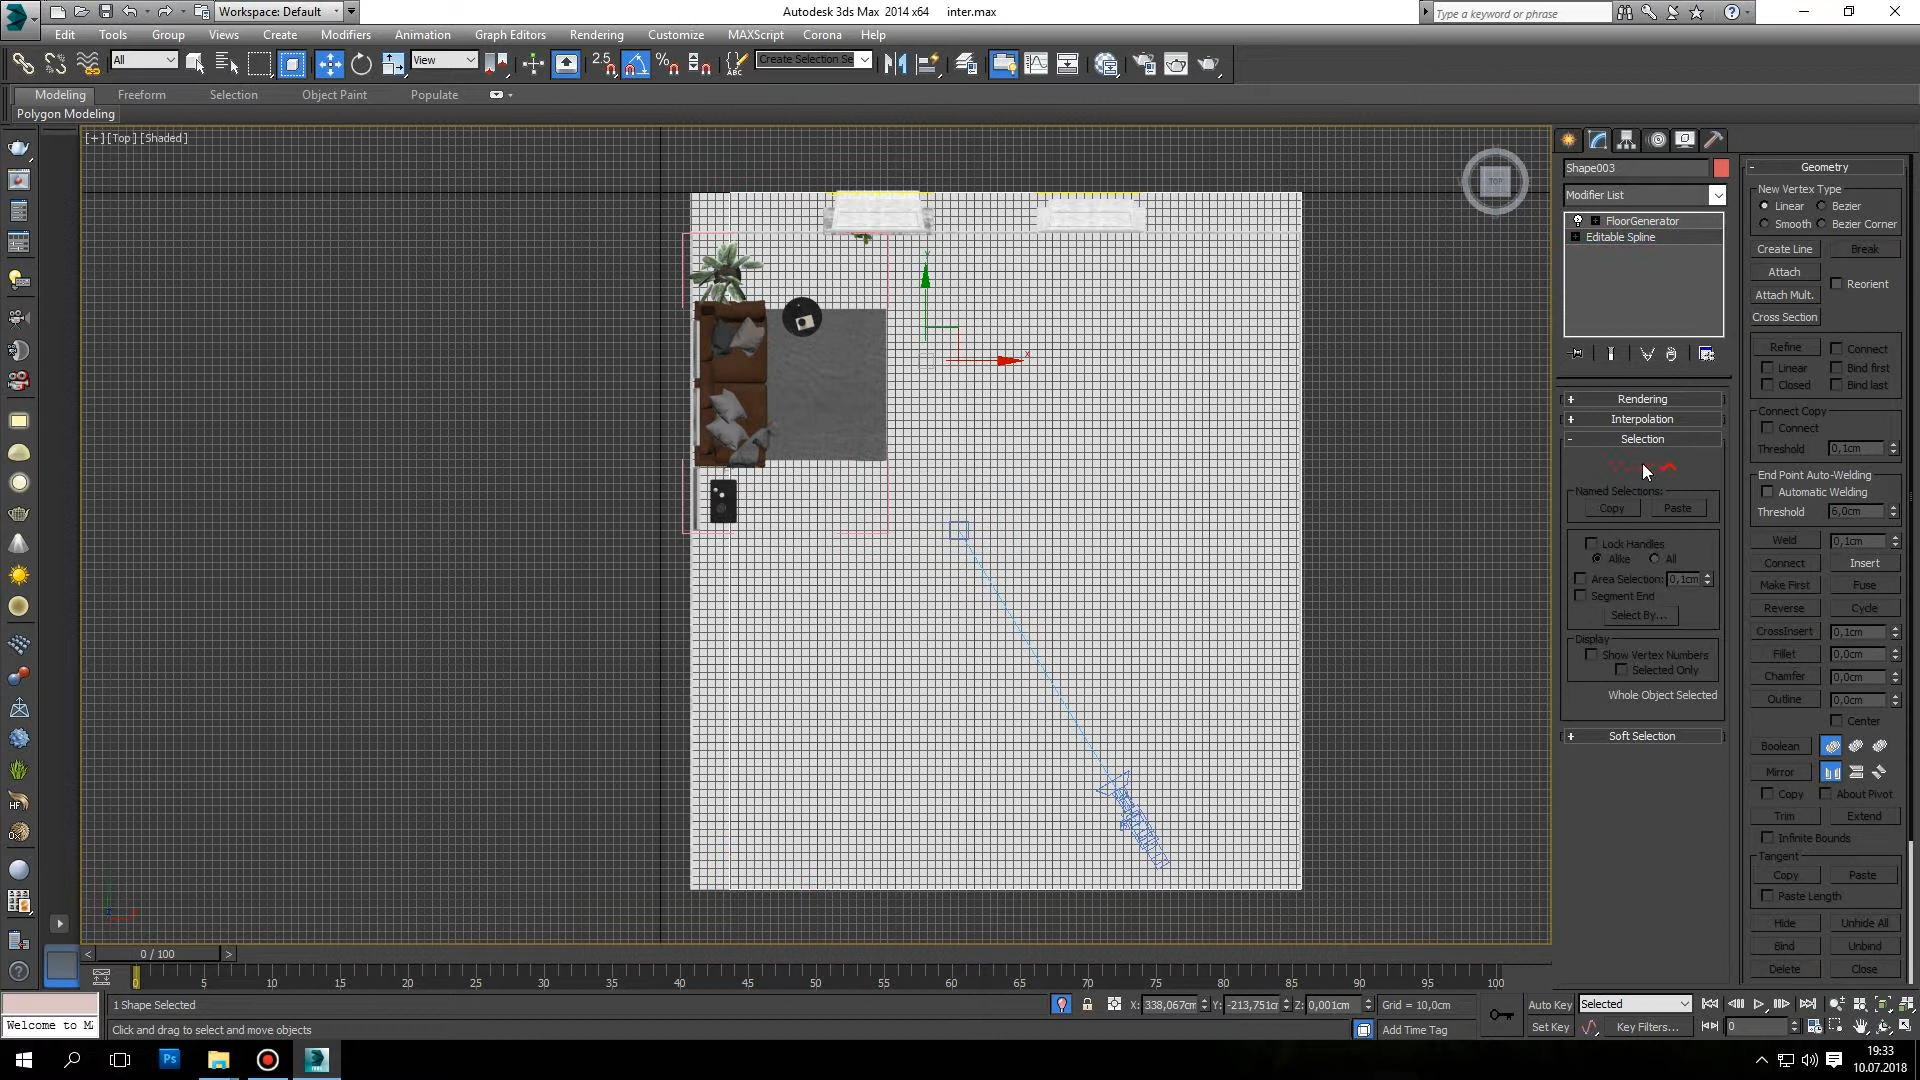 Workspace: Default
Autodesk 3ds Max 2014 x64 inter.max
Type a keyword or phrase
Edit Tools Group Views Create Modifiers Animation Graph Editors Rendering Customize MAXScript Corona Help
All
View
2.5
Create Selection Se
Modeling Freeform Selection Object Paint Populate
Polygon Modeling
[+] [Top] [Shaded]
TOP
Shape003
Modifier List
FloorGenerator
Editable Spline
Rendering
Interpolation
Selection
Named Selections:
Copy Paste
Lock Handles
Alike All
Area Selection: 0,1cm
Segment End
Select By...
Display
Show Vertex Numbers
Selected Only
Whole Object Selected
Soft Selection
Geometry
New Vertex Type
Linear Bezier
Smooth Bezier Corner
Create Line Break
Attach
Reorient
Attach Mult.
Cross Section
Refine Connect
Linear Bind first
Closed Bind last
Connect Copy
Connect
Threshold 0,1cm
End Point Auto-Welding
Automatic Welding
Threshold 6,0cm
Weld 0,1cm
Connect Insert
Make First Fuse
Reverse Cycle
CrossInsert 0,1cm
Fillet 0,0cm
Chamfer 0,0cm
Outline 0,0cm
Center
Boolean
Mirror
Copy About Pivot
Trim Extend
Infinite Bounds
Tangent
Copy Paste
Paste Length
Hide Unhide All
Bind Unbind
Delete Close
y
x
HF
0 / 100
0 5 10 15 20 25 30 35 40 45 50 55 60 65 70 75 80 85 90 95 100
1 Shape Selected
X: 338,067cm Y: -213,751cm Z: 0,001cm Grid = 10,0cm
Auto Key Selected
Welcome to M
Click and drag to select and move objects
Add Time Tag
Set Key Key Filters... 0
Ps
19:33
10.07.2018